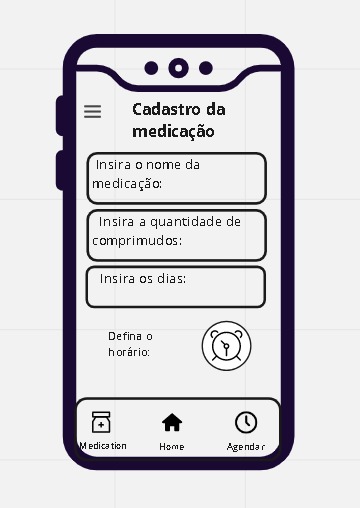 Cadastro da
medicação
Insira o nome da
medicação:
Insira a quantidade de
comprimudos:
Insira os dias:
Defina o
horário:
Medication
Home
Agendar